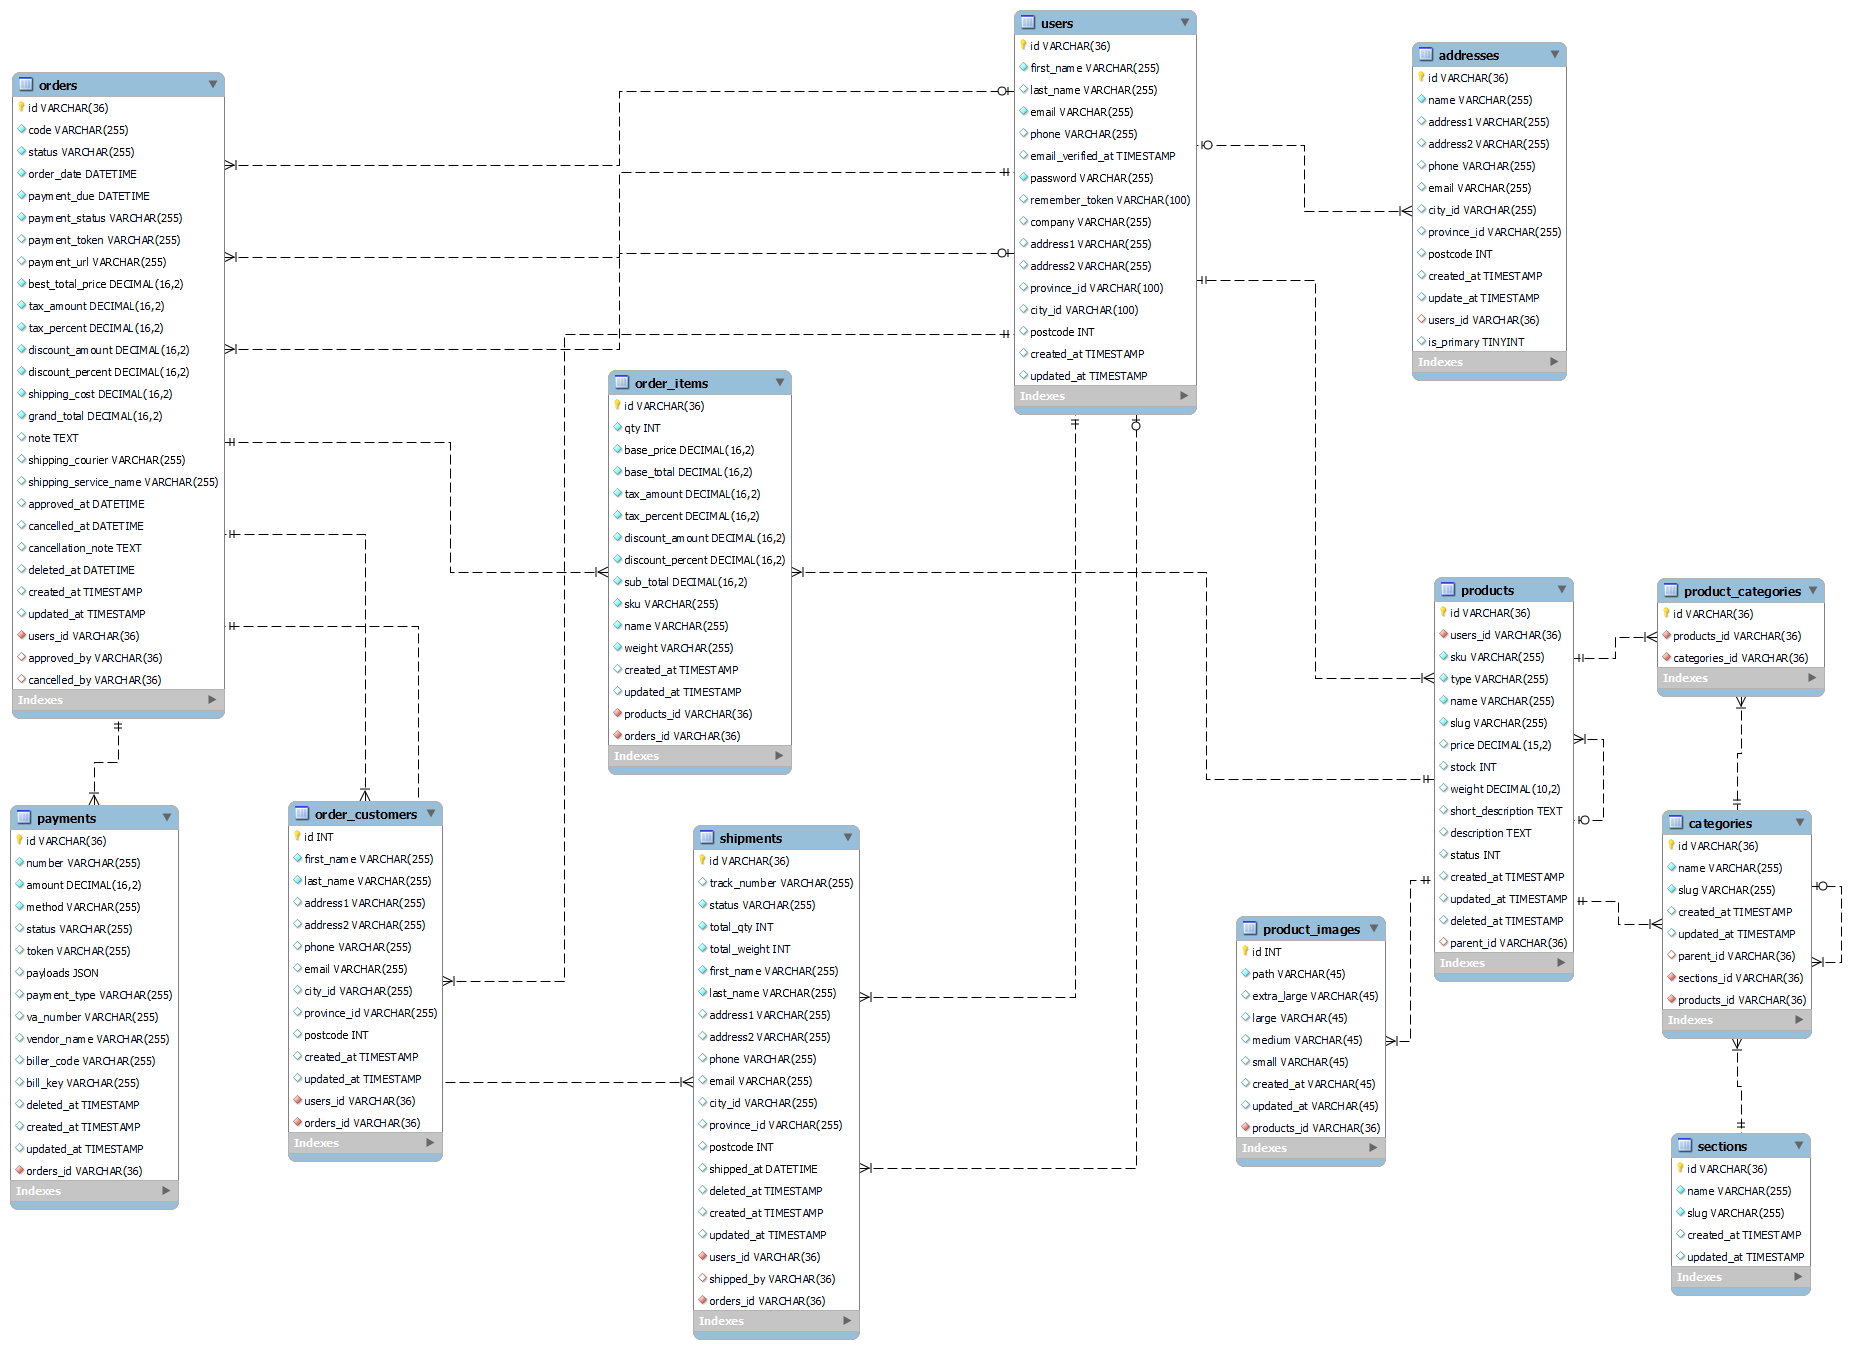 orders
id VARCHAR(36)
code VARCHAR(255)
status VARCHAR(255)
order_date DATETIME
payment_due DATETIME
payment_status VARCHAR(255)
payment_token VARCHAR(255)
payment_url VARCHAR(255)
best_total_price DECIMAL(16,2)
tax_amount DECIMAL(16,2)
tax_percent DECIMAL(16,2)
discount_amount DECIMAL(16,2)
discount_percent DECIMAL(16,2)
shipping_cost DECIMAL(16,2)
grand_total DECIMAL(16,2)
note TEXT
shipping_courier VARCHAR(255)
shipping_service_name VARCHAR(255)
approved_at DATETIME
cancelled_at DATETIME
cancellation_note TEXT
deleted_at DATETIME
created_at TIMESTAMP
updated_at TIMESTAMP
users_id VARCHAR(36)
approved_by VARCHAR(36)
cancelled_by VARCHAR(36)
Indexes
users
id VARCHAR(36)
first_name VARCHAR(255)
last_name VARCHAR(255)
email VARCHAR(255)
phone VARCHAR(255)
email_verified_at TIMESTAMP
password VARCHAR(255)
remember_token VARCHAR(100)
company VARCHAR(255)
address1 VARCHAR(255)
address2 VARCHAR(255)
province_id VARCHAR(100)
city_id VARCHAR(100)
postcode INT
created_at TIMESTAMP
updated_at TIMESTAMP
Indexes
addresses
id VARCHAR(36)
name VARCHAR(255)
address1 VARCHAR(255)
address2 VARCHAR(255)
phone VARCHAR(255)
email VARCHAR(255)
city_id VARCHAR(255)
province_id VARCHAR(255)
postcode INT
created_at TIMESTAMP
update_at TIMESTAMP
users_id VARCHAR(36)
is_primary TINYINT
Indexes
order_items
id VARCHAR(36)
qty INT
base_price DECIMAL(16,2)
base_total DECIMAL(16,2)
tax_amount DECIMAL(16,2)
tax_percent DECIMAL(16,2)
discount_amount DECIMAL(16,2)
discount_percent DECIMAL(16,2)
sub_total DECIMAL(16,2)
sku VARCHAR(255)
name VARCHAR(255)
weight VARCHAR(255)
created_at TIMESTAMP
updated_at TIMESTAMP
products_id VARCHAR(36)
orders_id VARCHAR(36)
Indexes
products
id VARCHAR(36)
users_id VARCHAR(36)
sku VARCHAR(255)
type VARCHAR(255)
name VARCHAR(255)
slug VARCHAR(255)
price DECIMAL(15,2)
stock INT
weight DECIMAL(10,2)
short_description TEXT
description TEXT
status INT
created_at TIMESTAMP
updated_at TIMESTAMP
deleted_at TIMESTAMP
parent_id VARCHAR(36)
Indexes
product_categories
id VARCHAR(36)
products_id VARCHAR(36)
categories_id VARCHAR(36)
Indexes
payments
id VARCHAR(36)
number VARCHAR(255)
amount DECIMAL(16,2)
method VARCHAR(255)
status VARCHAR(255)
token VARCHAR(255)
payloads JSON
payment_type VARCHAR(255)
va_number VARCHAR(255)
vendor_name VARCHAR(255)
biller_code VARCHAR(255)
bill_key VARCHAR(255)
deleted_at TIMESTAMP
created_at TIMESTAMP
updated_at TIMESTAMP
orders_id VARCHAR(36)
Indexes
order_customers
id INT
first_name VARCHAR(255)
last_name VARCHAR(255)
address1 VARCHAR(255)
address2 VARCHAR(255)
phone VARCHAR(255)
email VARCHAR(255)
city_id VARCHAR(255)
province_id VARCHAR(255)
postcode INT
created_at TIMESTAMP
updated_at TIMESTAMP
users_id VARCHAR(36)
orders_id VARCHAR(36)
Indexes
shipments
id VARCHAR(36)
track_number VARCHAR(255)
status VARCHAR(255)
total_qty INT
total_weight INT
first_name VARCHAR(255)
last_name VARCHAR(255)
address1 VARCHAR(255)
address2 VARCHAR(255)
phone VARCHAR(255)
email VARCHAR(255)
city_id VARCHAR(255)
province_id VARCHAR(255)
postcode INT
shipped_at DATETIME
deleted_at TIMESTAMP
created_at TIMESTAMP
updated_at TIMESTAMP
users_id VARCHAR(36)
shipped_by VARCHAR(36)
orders_id VARCHAR(36)
Indexes
product_images
id INT
path VARCHAR(45)
extra_large VARCHAR(45)
large VARCHAR(45)
medium VARCHAR(45)
small VARCHAR(45)
created_at VARCHAR(45)
updated_at VARCHAR(45)
products_id VARCHAR(36)
Indexes
categories
id VARCHAR(36)
name VARCHAR(255)
slug VARCHAR(255)
created_at TIMESTAMP
updated_at TIMESTAMP
parent_id VARCHAR(36)
sections_id VARCHAR(36)
products_id VARCHAR(36)
Indexes
sections
id VARCHAR(36)
name VARCHAR(255)
slug VARCHAR(255)
created_at TIMESTAMP
updated_at TIMESTAMP
Indexes